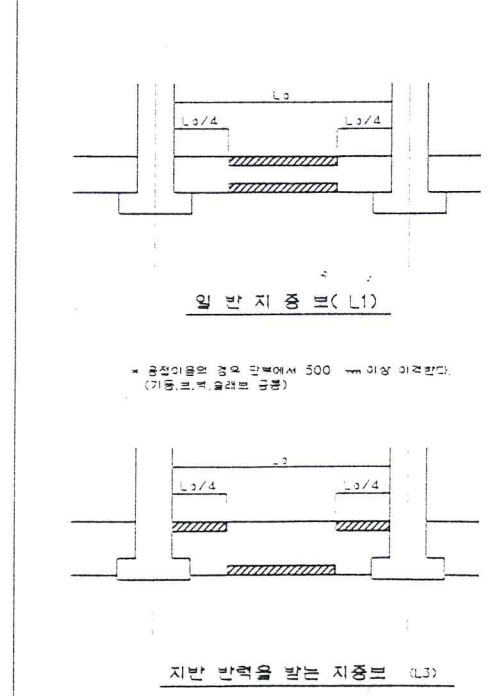 Lo
Lo/4 Lo/4
일 반 지 중 보( L1)
* 용접이음의 경우 단부에서 500 mm 이상 이격한다.
(기둥,보,벽,슬래브 공통)
Lo
Lo/4 Lo/4
지반 반력을 받는 지중보 (L3)